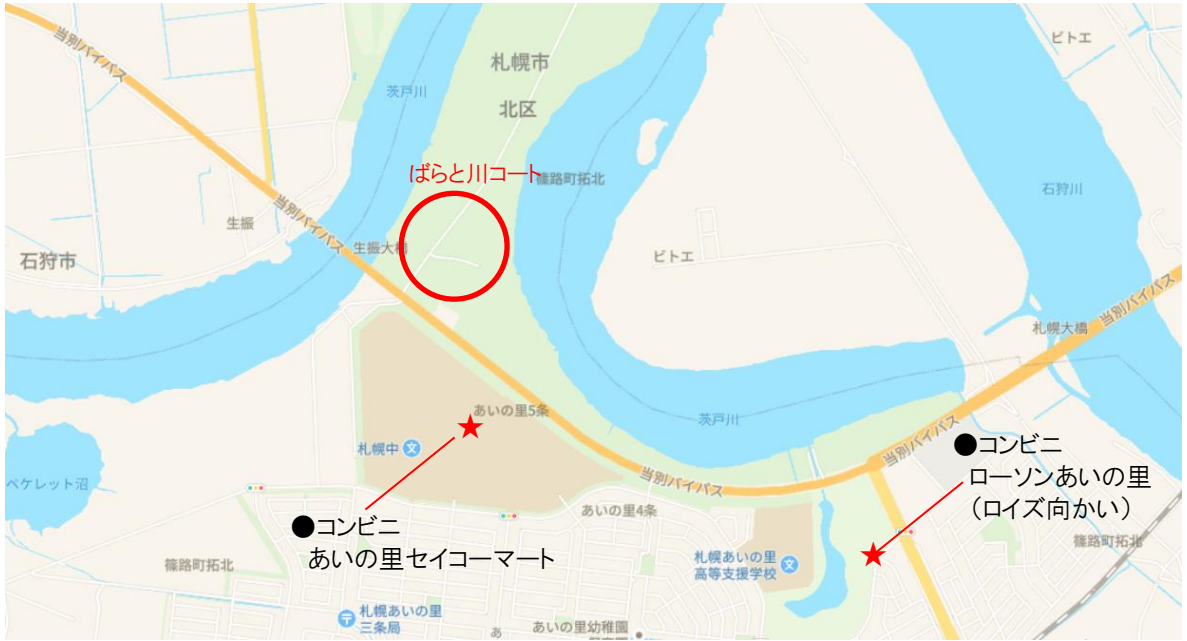 当別バイパス
札幌市
北区
茨戸川
ビトエ
ばらと川コート
篠路町拓北
石狩川
生振
当別バイパス
生振大橋
石狩市
ビトエ
当別バイパス
札幌大橋
あいの里5条
茨戸川
札幌中 文
当別バイパス
●コンビニ
ローソンあいの里
（ロイズ向かい）
ペケレット沼
当別バイパス
●コンビニ
あいの里セイコーマート
あいの里4条
篠路町拓北
篠路町拓北
札幌あいの里
高等支援学校
文
札幌あいの里
三条局
あ
あいの里幼稚園